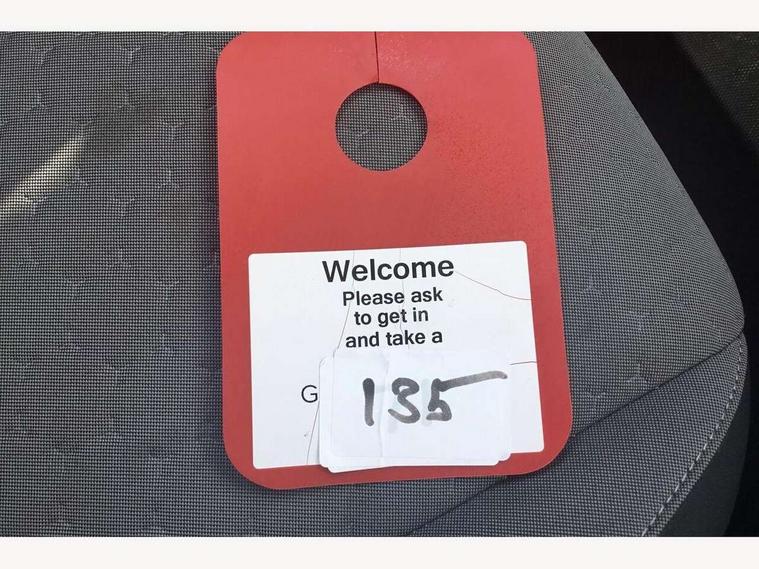 Welcome
Please ask
to get in
and take a
G
135